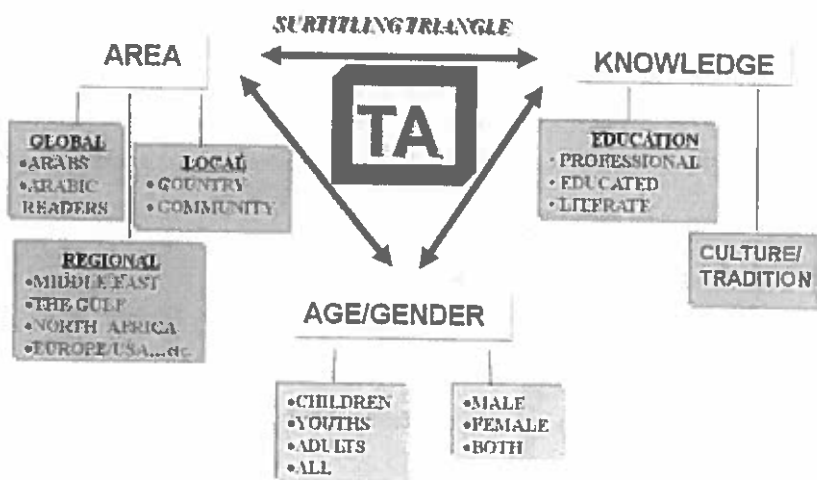 SUBTITLING TRIANGLE
AREA
KNOWLEDGE
TA
GLOBAL
•ARABS
•ARABIC
READERS
LOCAL
•COUNTRY
•COMMUNITY
REGIONAL
•MIDDLE EAST
•THE GULF
•NORTH AFRICA
•EUROPE/USA...etc.
EDUCATION
• PROFESSIONAL
• EDUCATED
• LITERATE
CULTURE/
TRADITION
AGE/GENDER
•CHILDREN
•YOUTHS
•ADULTS
•ALL
•MALE
•FEMALE
•BOTH